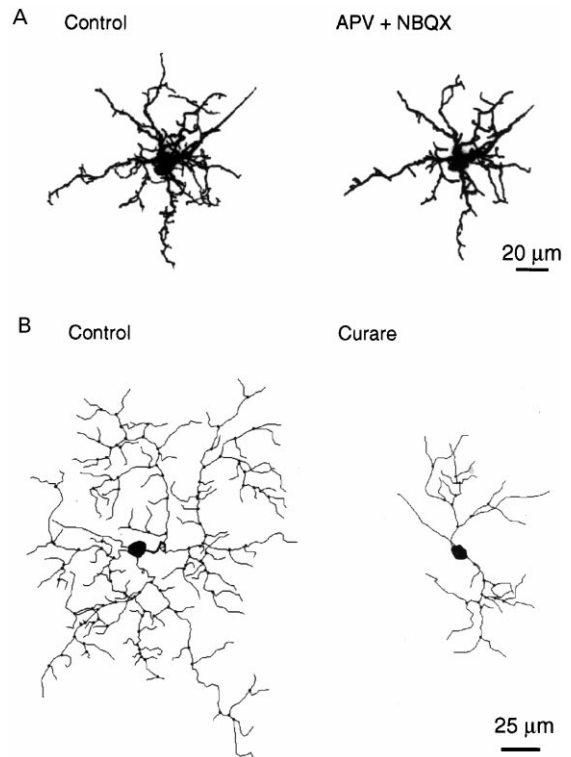 A
Control
APV + NBQX
20 μm
B
Control
Curare
25 μm